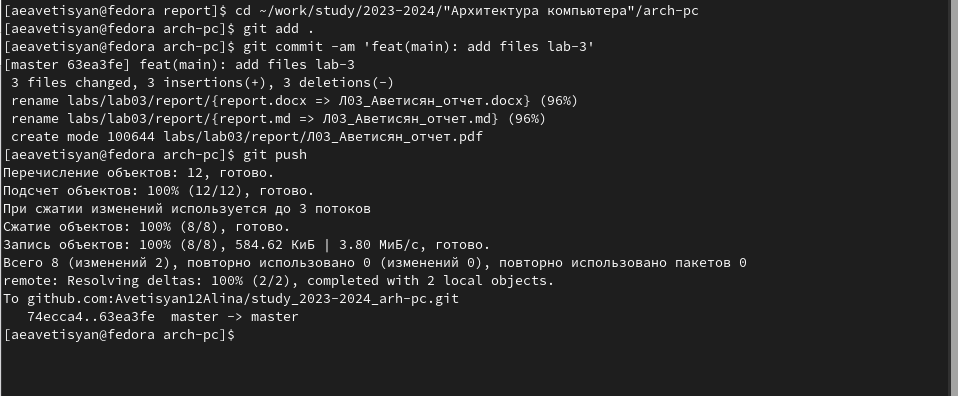 [aeavetisyan@fedora report]$ cd ~/work/study/2023-2024/"Архитектура компьютера"/arch-pc
[aeavetisyan@fedora arch-pc]$ git add .
[aeavetisyan@fedora arch-pc]$ git commit -am 'feat(main): add files lab-3'
[master 63ea3fe] feat(main): add files lab-3
 3 files changed, 3 insertions(+), 3 deletions(-)
 rename labs/lab03/report/{report.docx => Л03_Аветисян_отчет.docx} (96%)
 rename labs/lab03/report/{report.md => Л03_Аветисян_отчет.md} (96%)
 create mode 100644 labs/lab03/report/Л03_Аветисян_отчет.pdf
[aeavetisyan@fedora arch-pc]$ git push
Перечисление объектов: 12, готово.
Подсчет объектов: 100% (12/12), готово.
При сжатии изменений используется до 3 потоков
Сжатие объектов: 100% (8/8), готово.
Запись объектов: 100% (8/8), 584.62 КиБ | 3.80 МиБ/с, готово.
Всего 8 (изменений 2), повторно использовано 0 (изменений 0), повторно использовано пакетов 0
remote: Resolving deltas: 100% (2/2), completed with 2 local objects.
To github.com:Avetisyan12Alina/study_2023-2024_arh-pc.git
   74ecca4..63ea3fe  master -> master
[aeavetisyan@fedora arch-pc]$